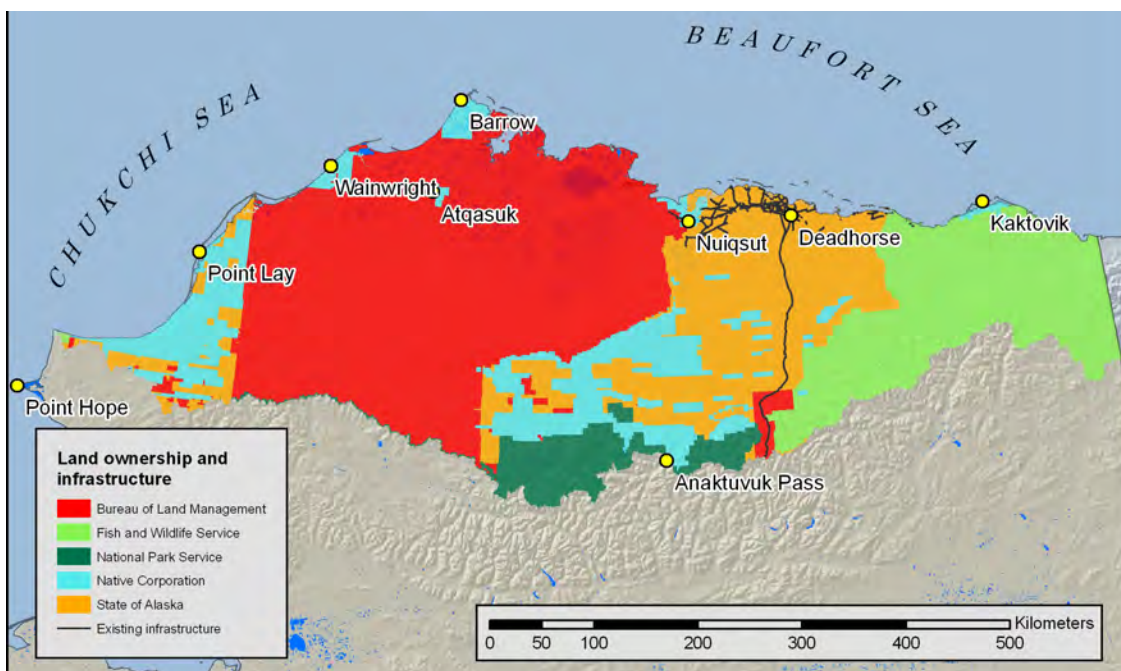 BEAUFORT SEA
CHUKCHI SEA
Barrow
Wainwright
Atqasuk
Kaktovik
Nuiqsut
Deadhorse
Point Lay
Point Hope
Anaktuvuk Pass
Land ownership and
infrastructure
Bureau of Land Management
Fish and Wildlife Service
National Park Service
Native Corporation
State of Alaska
Existing infrastructure
Kilometers
0 50 100 200 300 400 500